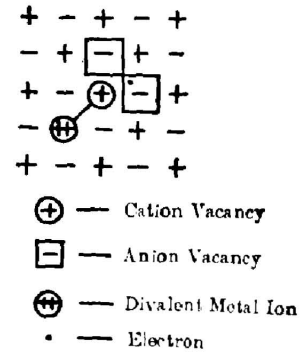 + - + - +
- + - + -
+ - + - +
- ++ - + -
+ - + - +
+ — Cation Vacancy
- — Anion Vacancy
++ — Divalent Metal Ion
· — Electron